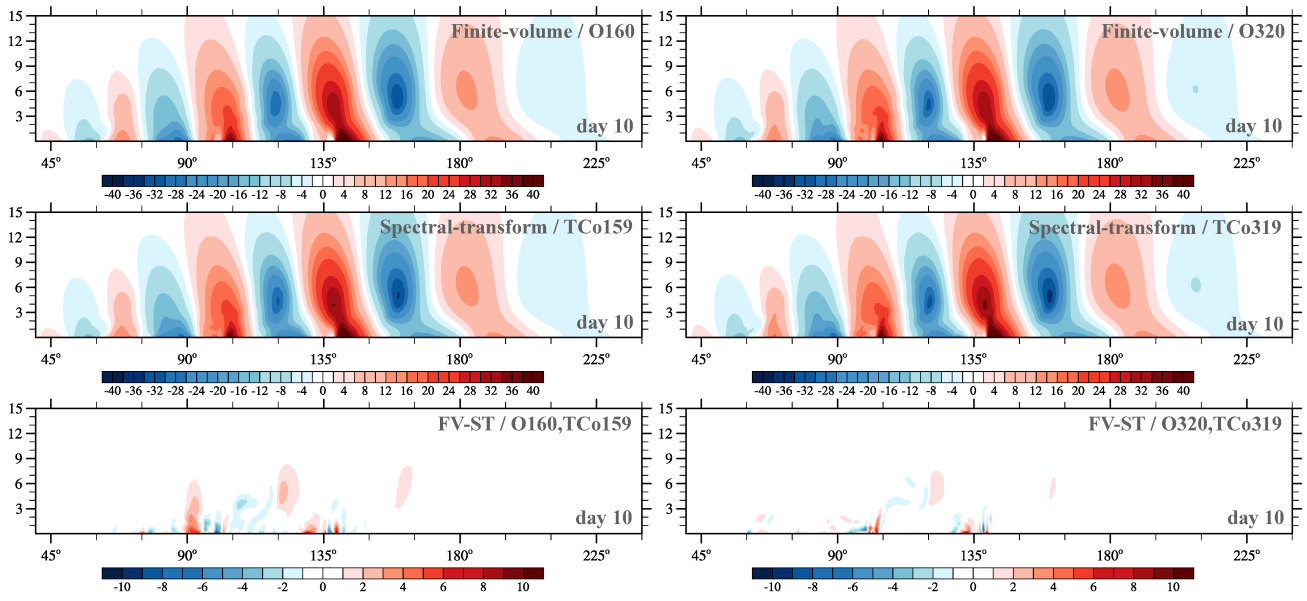 15
12
9
6
3
Finite-volume / O160
day 10
45° 90° 135° 180° 225°
-40 -36 -32 -28 -24 -20 -16 -12 -8 -4 0 4 8 12 16 20 24 28 32 36 40
15
12
9
6
3
Finite-volume / O320
day 10
45° 90° 135° 180° 225°
-40 -36 -32 -28 -24 -20 -16 -12 -8 -4 0 4 8 12 16 20 24 28 32 36 40
15
12
9
6
3
Spectral-transform / TCo159
day 10
45° 90° 135° 180° 225°
-40 -36 -32 -28 -24 -20 -16 -12 -8 -4 0 4 8 12 16 20 24 28 32 36 40
15
12
9
6
3
Spectral-transform / TCo319
day 10
45° 90° 135° 180° 225°
-40 -36 -32 -28 -24 -20 -16 -12 -8 -4 0 4 8 12 16 20 24 28 32 36 40
15
12
9
6
3
FV-ST / O160,TCo159
day 10
45° 90° 135° 180° 225°
-10 -8 -6 -4 -2 0 2 4 6 8 10
15
12
9
6
3
FV-ST / O320,TCo319
day 10
45° 90° 135° 180° 225°
-10 -8 -6 -4 -2 0 2 4 6 8 10